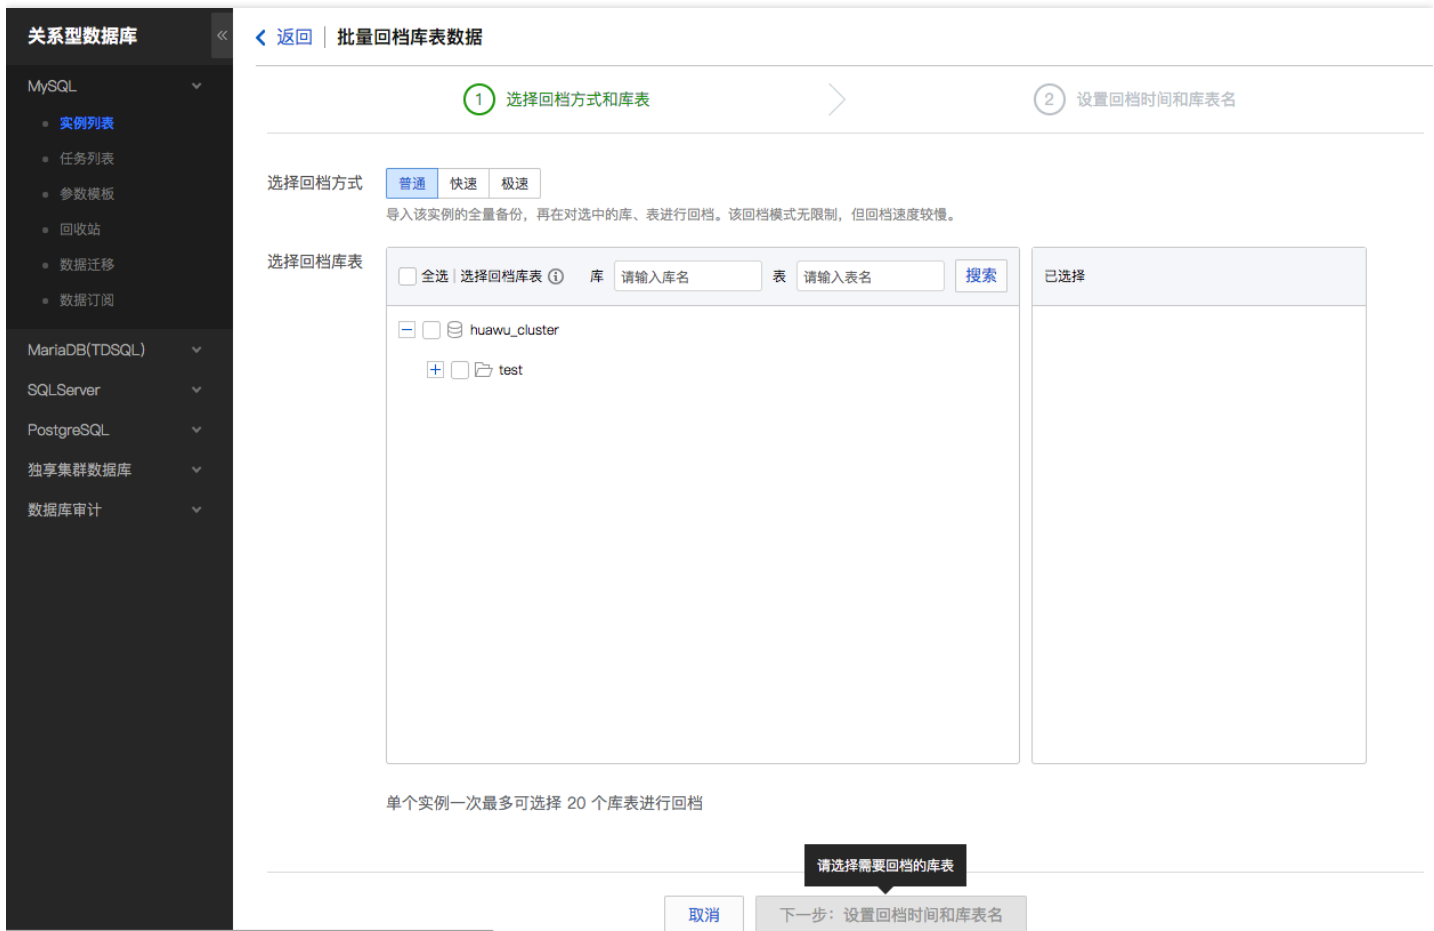 关系型数据库
MySQL
实例列表
任务列表
参数模板
回收站
数据迁移
数据订阅
MariaDB(TDSQL)
SQLServer
PostgreSQL
独享集群数据库
数据库审计
返回 | 批量回档库表数据
1 选择回档方式和库表
2 设置回档时间和库表名
选择回档方式 普通 快速 极速
导入该实例的全量备份，再在对选中的库、表进行回档。该回档模式无限制，但回档速度较慢。
选择回档库表
全选 | 选择回档库表 库 请输入库名 表 请输入表名 搜索
已选择
huawu_cluster
test
单个实例一次最多可选择 20 个库表进行回档
请选择需要回档的库表
取消 下一步：设置回档时间和库表名